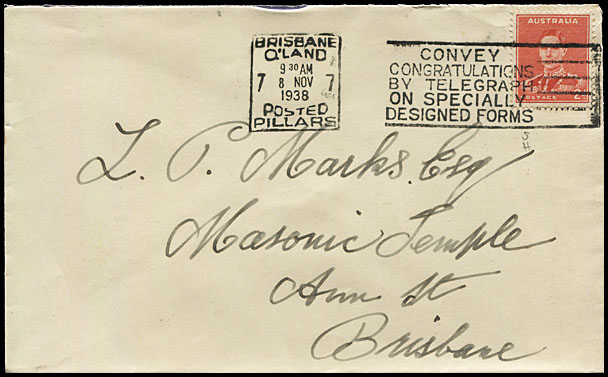 BRISBANE
Q'LAND
9 30 AM
7 8 NOV 7
1938
POSTED
PILLARS
CONVEY
CONGRATULATIONS
BY TELEGRAPH
ON SPECIALLY
DESIGNED FORMS
AUSTRALIA
POSTAGE
L. P. Marks Esq
Masonic Temple
Ann St
Brisbane